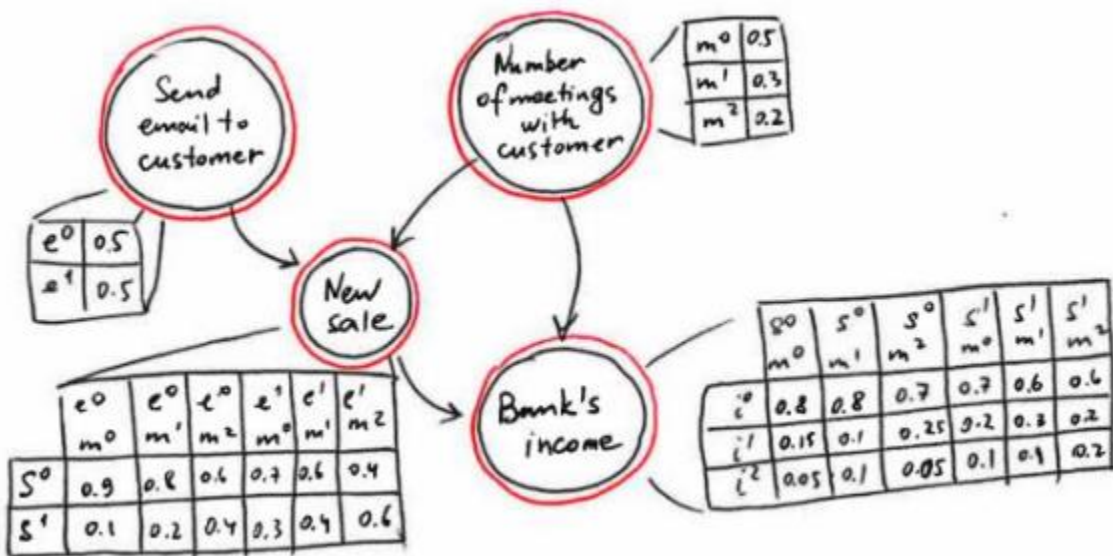 Send
email to
customer
Number
of meetings
with
customer
m⁰ 0.5
m¹ 0.3
m² 0.2
e⁰ 0.5
e¹ 0.5
New
sale
Bank's
income
e⁰ e⁰ e⁰ e¹ e¹ e¹
m⁰ m¹ m² m⁰ m¹ m²
S⁰ 0.9 0.8 0.6 0.7 0.6 0.4
S¹ 0.1 0.2 0.4 0.3 0.4 0.6
S⁰ S⁰ S⁰ S¹ S¹ S¹
m⁰ m¹ m² m⁰ m¹ m²
i⁰ 0.8 0.8 0.7 0.7 0.6 0.6
i¹ 0.15 0.1 0.25 0.2 0.3 0.2
i² 0.05 0.1 0.05 0.1 0.1 0.2